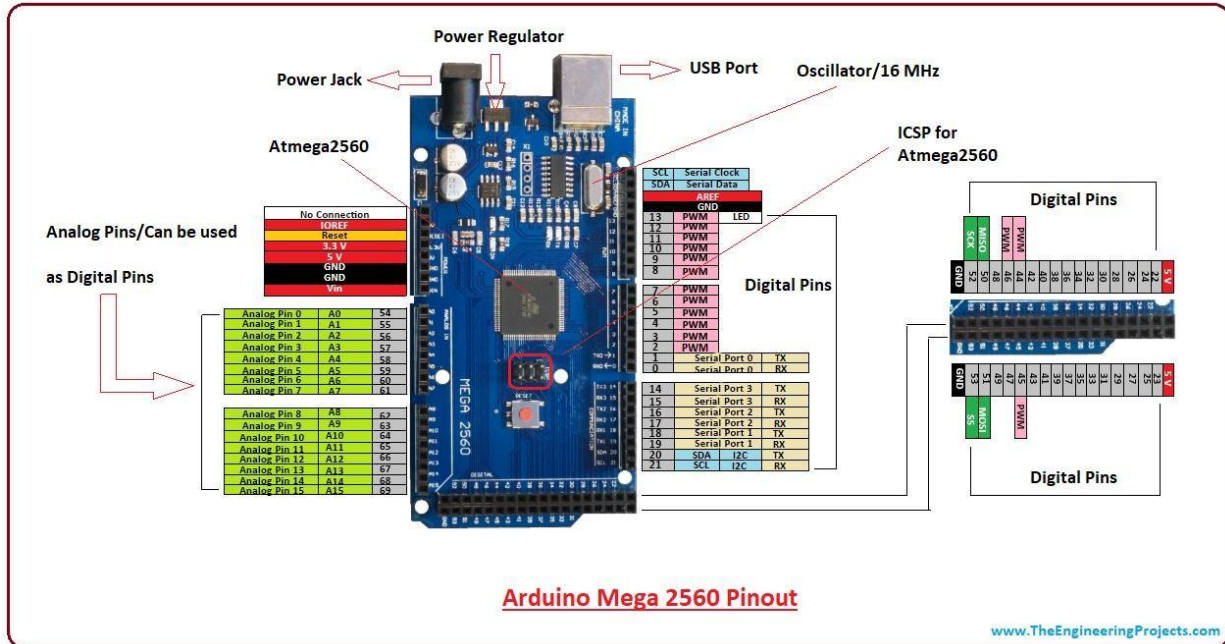 Power Regulator
Power Jack
USB Port
Oscillator/16 MHz
Atmega2560
ICSP for
Atmega2560
Analog Pins/Can be used
as Digital Pins
No Connection
IOREF
Reset
3.3 V
5 V
GND
GND
Vin
Analog Pin 0 A0 54
Analog Pin 1 A1 55
Analog Pin 2 A2 56
Analog Pin 3 A3 57
Analog Pin 4 A4 58
Analog Pin 5 A5 59
Analog Pin 6 A6 60
Analog Pin 7 A7 61
Analog Pin 8 A8 62
Analog Pin 9 A9 63
Analog Pin 10 A10 64
Analog Pin 11 A11 65
Analog Pin 12 A12 66
Analog Pin 13 A13 67
Analog Pin 14 A14 68
Analog Pin 15 A15 69
MADE IN
CHINA
MEGA 2560
RESET
ANALOG IN
COMMUNICATION
DIGITAL
SCL Serial Clock
SDA Serial Data
AREF
GND
13 PWM LED
12 PWM
11 PWM
10 PWM
9 PWM
8 PWM
7 PWM
6 PWM
5 PWM
4 PWM
3 PWM
2 PWM
1 Serial Port 0 TX
0 Serial Port 0 RX
14 Serial Port 3 TX
15 Serial Port 3 RX
16 Serial Port 2 TX
17 Serial Port 2 RX
18 Serial Port 1 TX
19 Serial Port 1 RX
20 SDA I2C TX
21 SCL I2C RX
Digital Pins
Digital Pins
SCK MISO PWM PWM
GND 52 50 48 46 44 42 40 38 36 34 32 30 28 26 24 22 5 V
GND 53 51 49 47 45 43 41 39 37 35 33 31 29 27 25 23 5 V
SS MOSI PWM
Digital Pins
Arduino Mega 2560 Pinout
www.TheEngineeringProjects.com